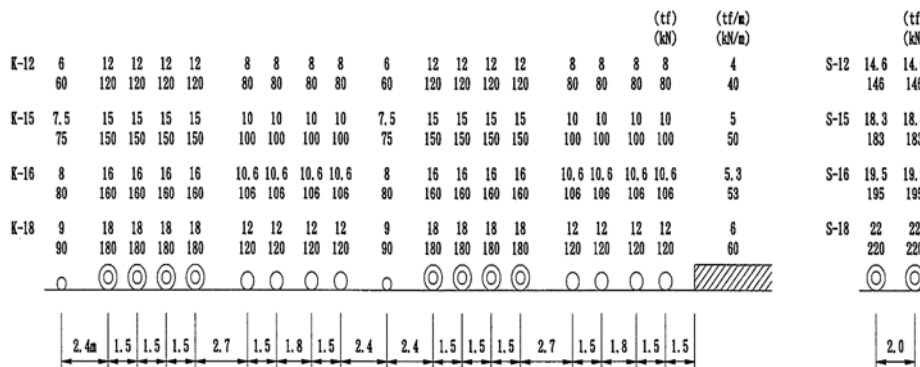 (tf) (tf/m) (tf
(kN) (kN/m) (kN
K-12 6 12 12 12 12 8 8 8 8 6 12 12 12 12 8 8 8 8 4 S-12 14.6 14.
60 120 120 120 120 80 80 80 80 60 120 120 120 120 80 80 80 80 40 146 146
K-15 7.5 15 15 15 15 10 10 10 10 7.5 15 15 15 15 10 10 10 10 5 S-15 18.3 18.
75 150 150 150 150 100 100 100 100 75 150 150 150 150 100 100 100 100 50 183 183
K-16 8 16 16 16 16 10.6 10.6 10.6 10.6 8 16 16 16 16 10.6 10.6 10.6 10.6 5.3 S-16 19.5 19.
80 160 160 160 160 106 106 106 106 80 160 160 160 160 106 106 106 106 53 195 195
K-18 9 18 18 18 18 12 12 12 12 9 18 18 18 18 12 12 12 12 6 S-18 22 22
90 180 180 180 180 120 120 120 120 90 180 180 180 180 120 120 120 120 60 220 220
2.4m 1.5 1.5 1.5 2.7 1.5 1.8 1.5 2.4 2.4 1.5 1.5 1.5 2.7 1.5 1.8 1.5 1.5 2.0